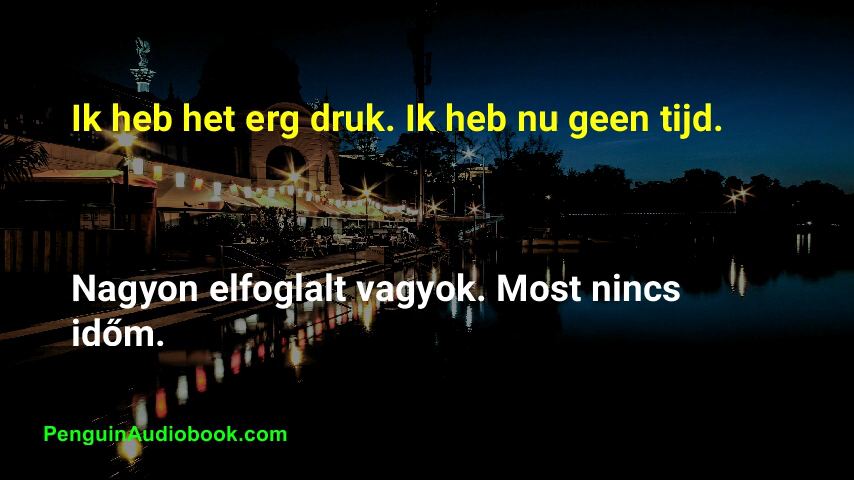 Ik heb het erg druk. Ik heb nu geen tijd.
Nagyon elfoglalt vagyok. Most nincs
időm.
PenguinAudiobook.com